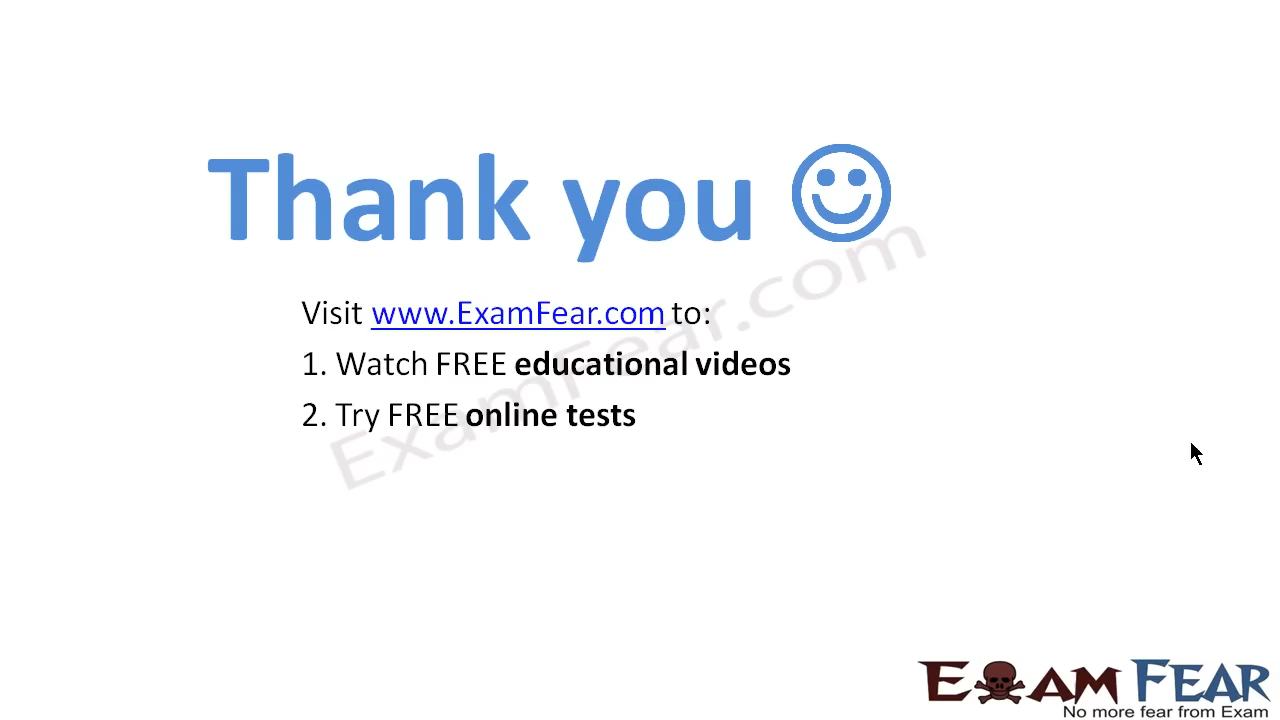 Thank you
Visit www.ExamFear.com to:
1. Watch FREE educational videos
2. Try FREE online tests
ExamFear.com
EXAM FEAR
No more fear from Exam